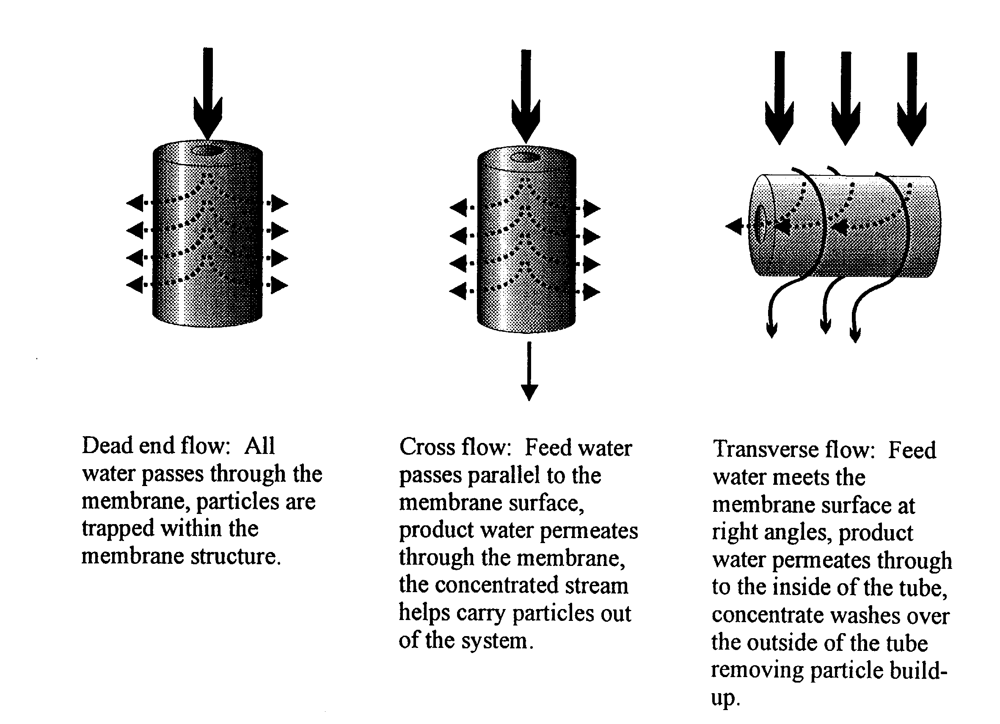 Dead end flow: All
water passes through the
membrane, particles are
trapped within the
membrane structure.
Cross flow: Feed water
passes parallel to the
membrane surface,
product water permeates
through the membrane,
the concentrated stream
helps carry particles out
of the system.
Transverse flow: Feed
water meets the
membrane surface at
right angles, product
water permeates through
to the inside of the tube,
concentrate washes over
the outside of the tube
removing particle build-
up.